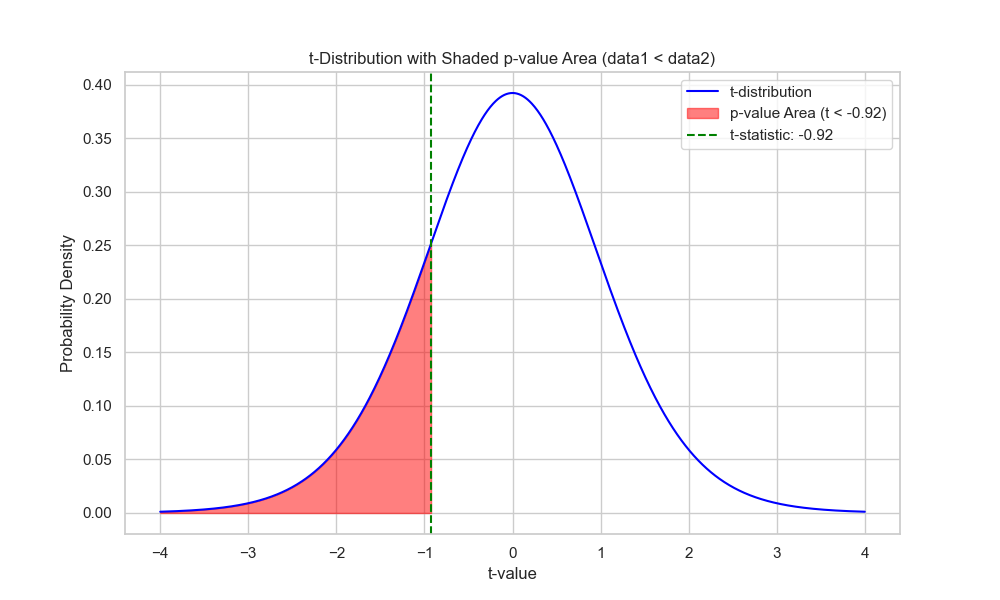 t-Distribution with Shaded p-value Area (data1 < data2)
t-distribution
p-value Area (t < -0.92)
t-statistic: -0.92
Probability Density
0.40
0.35
0.30
0.25
0.20
0.15
0.10
0.05
0.00
−4 −3 −2 −1 0 1 2 3 4
t-value